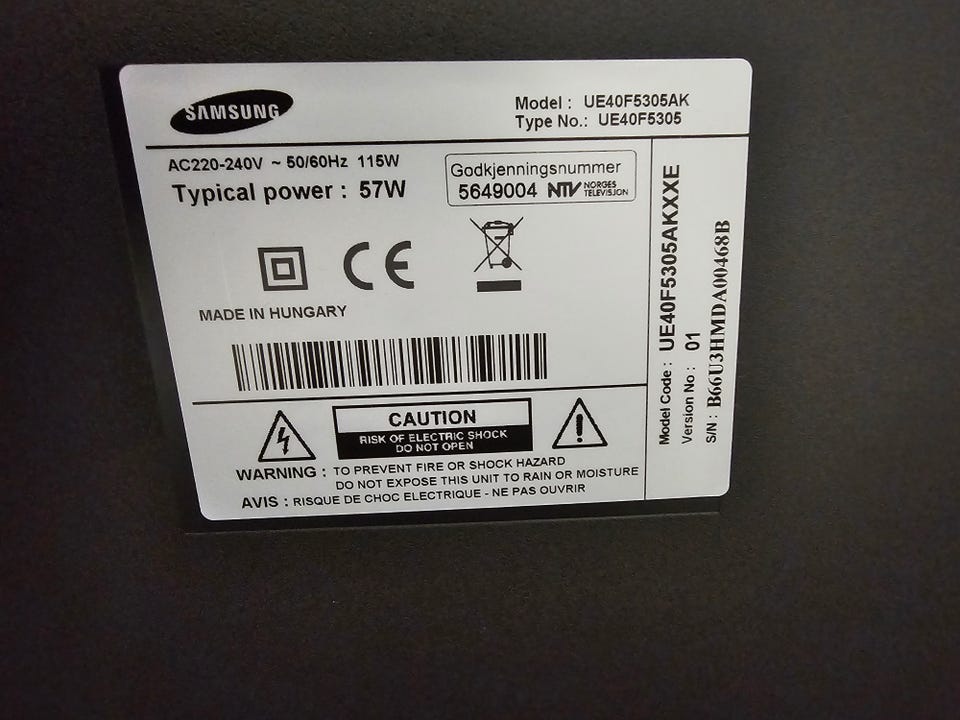 SAMSUNG
Model : UE40F5305AK
Type No.: UE40F5305
AC220-240V ~ 50/60Hz 115W
Typical power : 57W
Godkjenningsnummer
5649004 NTV NORGES TELEVISJON
CE
MADE IN HUNGARY
CAUTION
RISK OF ELECTRIC SHOCK
DO NOT OPEN
WARNING : TO PREVENT FIRE OR SHOCK HAZARD
DO NOT EXPOSE THIS UNIT TO RAIN OR MOISTURE
AVIS : RISQUE DE CHOC ELECTRIQUE - NE PAS OUVRIR
Model Code : UE40F5305AKXXXE
Version No : 01
S/N : B66U3HMDA00468B